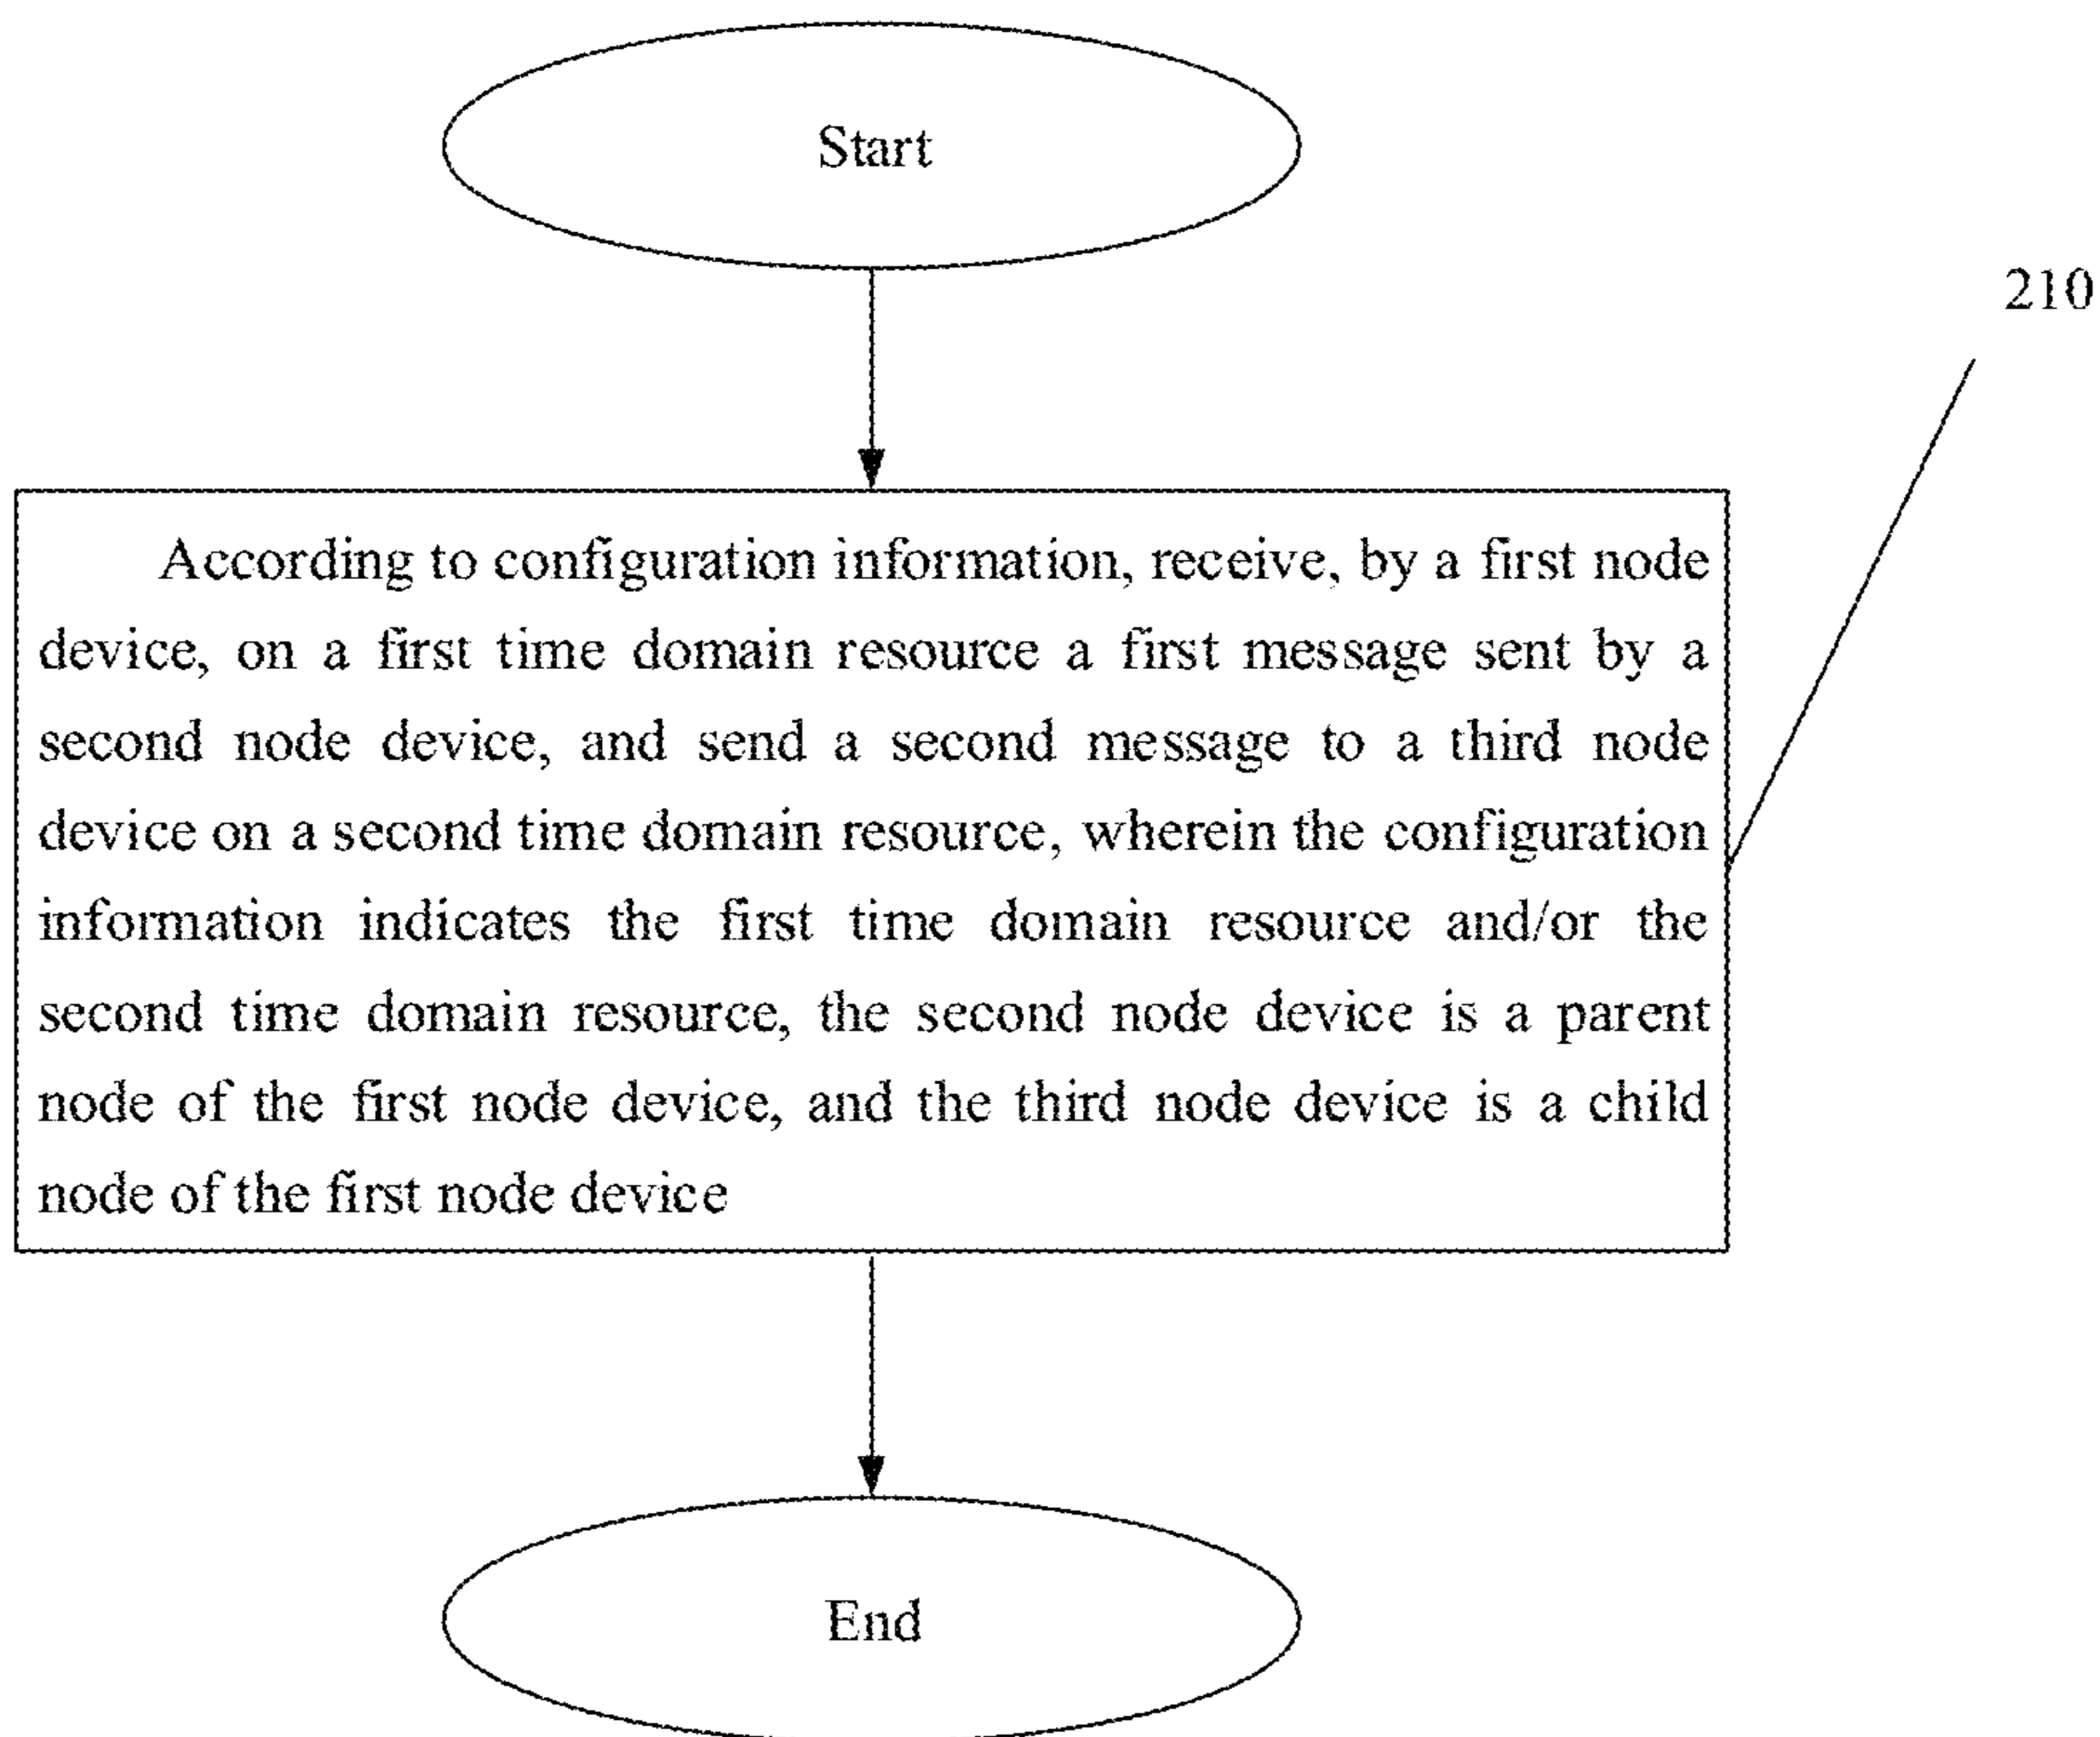 Start
210
According to configuration information, receive, by a first node
device, on a first time domain resource a first message sent by a
second node device, and send a second message to a third node
device on a second time domain resource, wherein the configuration
information indicates the first time domain resource and/or the
second time domain resource, the second node device is a parent
node of the first node device, and the third node device is a child
node of the first node device
End